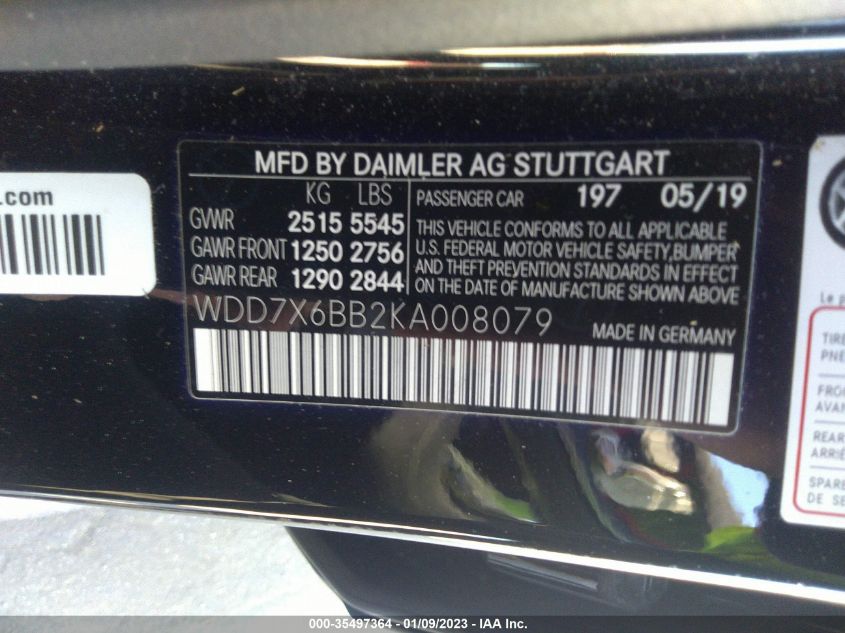 .com
MFD BY DAIMLER AG STUTTGART
KG LBS
GVWR 2515 5545
GAWR FRONT 1250 2756
GAWR REAR 1290 2844
PASSENGER CAR 197 05/19
THIS VEHICLE CONFORMS TO ALL APPLICABLE
U.S. FEDERAL MOTOR VEHICLE SAFETY,BUMPER
AND THEFT PREVENTION STANDARDS IN EFFECT
ON THE DATE OF MANUFACTURE SHOWN ABOVE
WDD7X6BB2KA008079
MADE IN GERMANY
Le
TIRE
FRO
AVAN
REAR
ARRIÈ
SPARE
DE SE
000-35497364 - 01/09/2023 - IAA Inc.